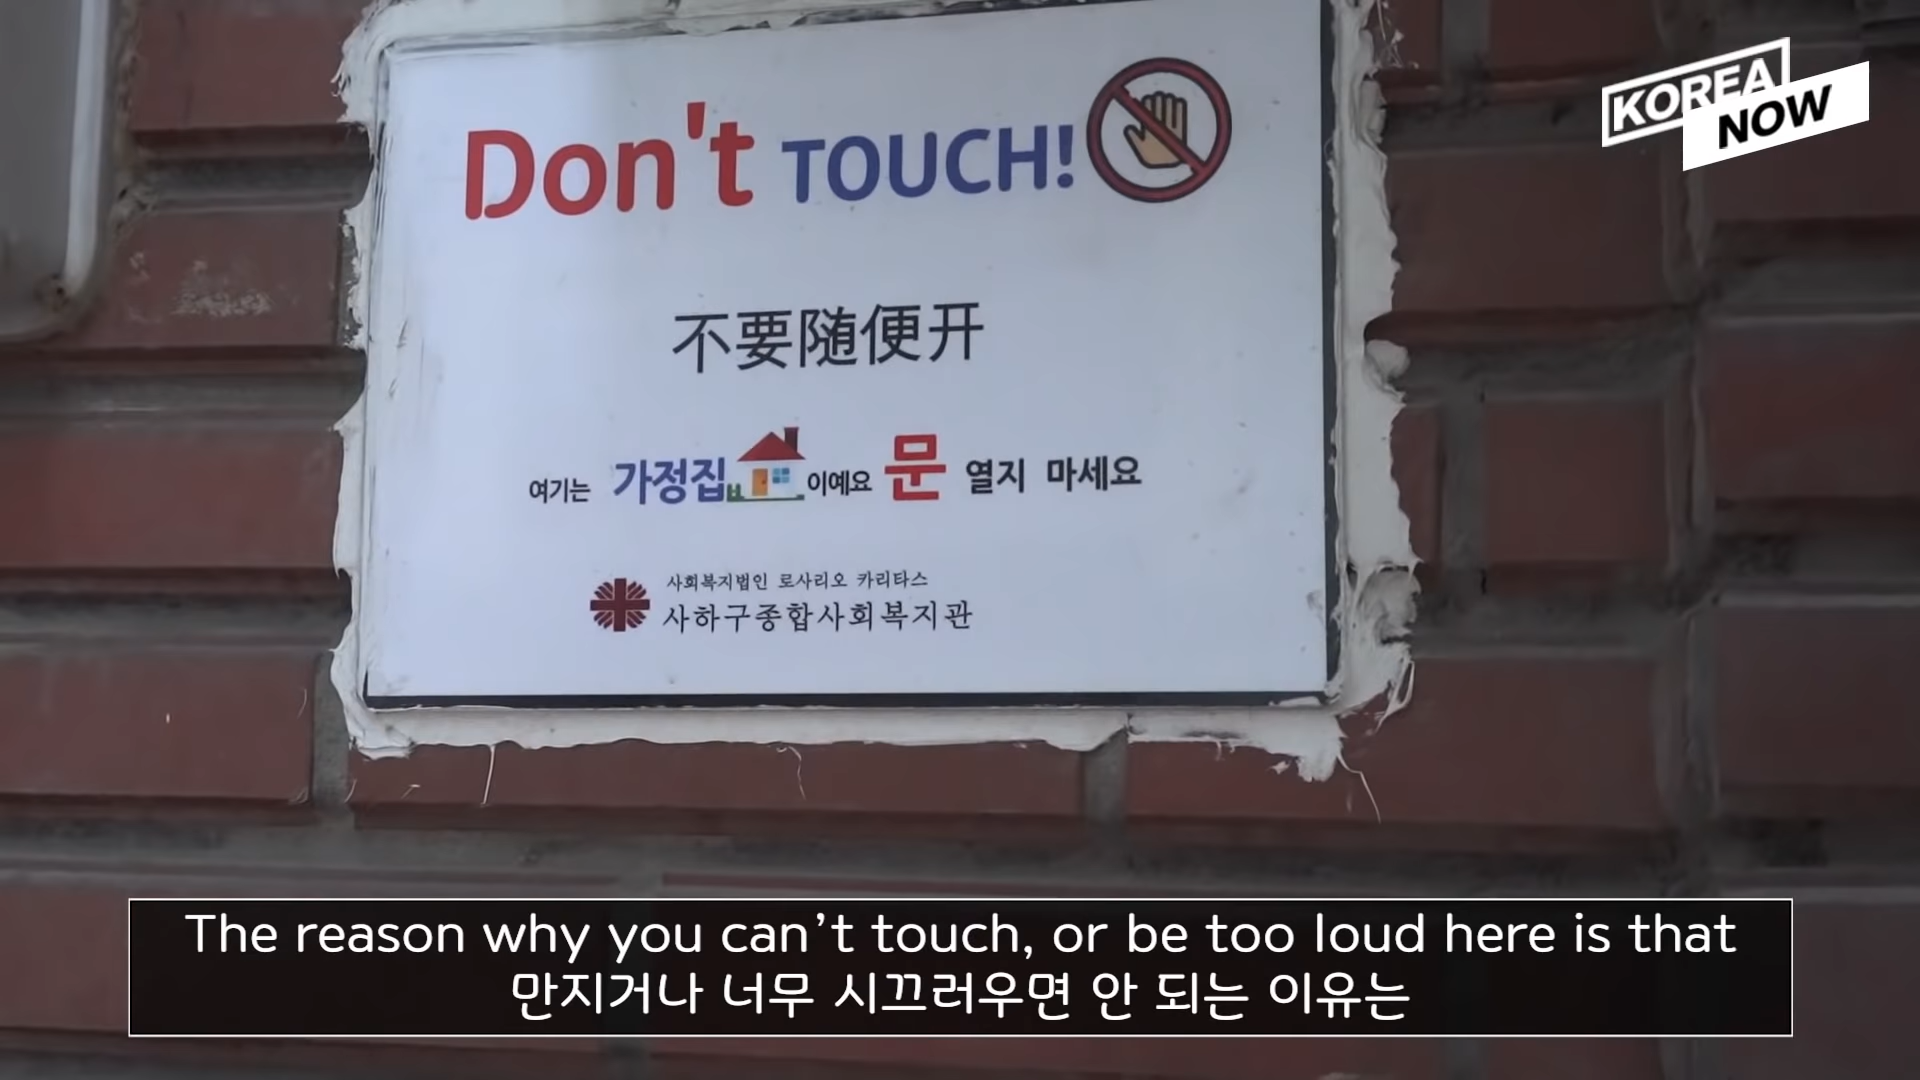 KOREA
NOW
Don't TOUCH!
不要随便开
여기는 가정집이예요 문 열지 마세요
사회복지법인 로사리오 카리타스
사하구종합사회복지관
The reason why you can't touch, or be too loud here is that
만지거나 너무 시끄러우면 안 되는 이유는